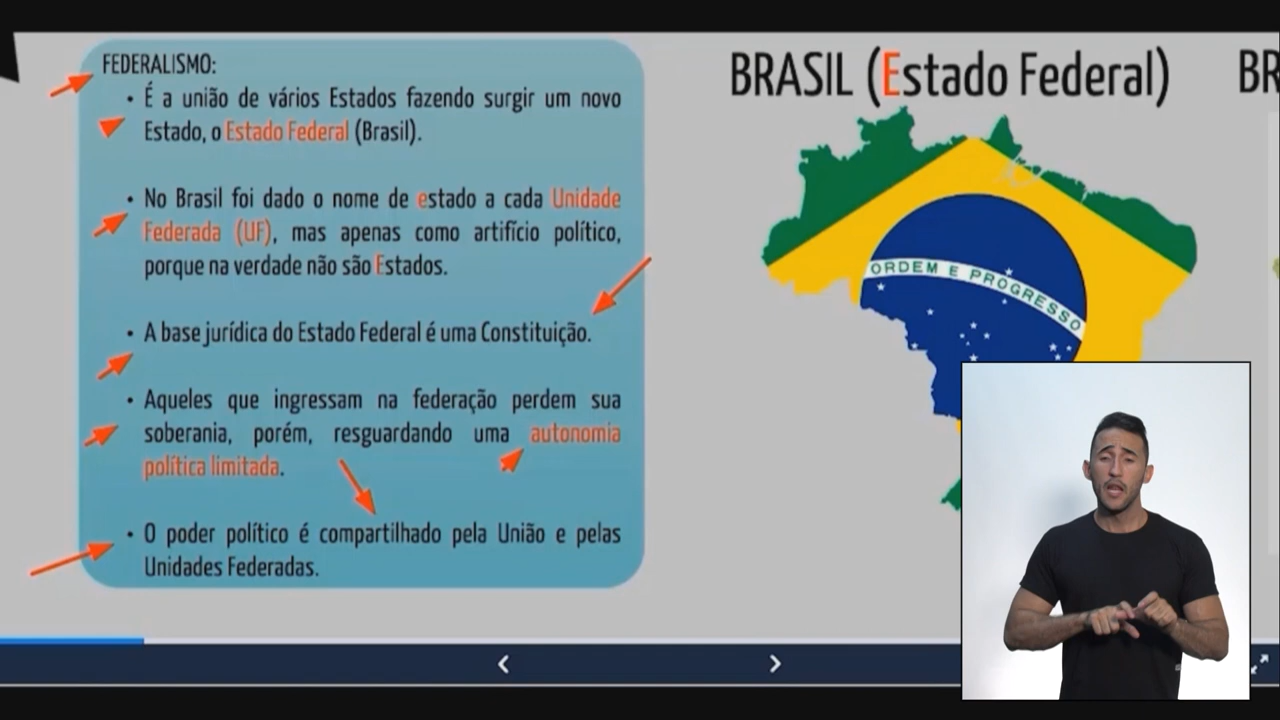 FEDERALISMO:
• É a união de vários Estados fazendo surgir um novo
Estado, o Estado Federal (Brasil).
• No Brasil foi dado o nome de estado a cada Unidade
Federada (UF), mas apenas como artifício político,
porque na verdade não são Estados.
• A base jurídica do Estado Federal é uma Constituição.
• Aqueles que ingressam na federação perdem sua
soberania, porém, resguardando uma autonomia
política limitada.
• O poder político é compartilhado pela União e pelas
Unidades Federadas.
BRASIL (Estado Federal)
ORDEM E PROGRESSO
BR